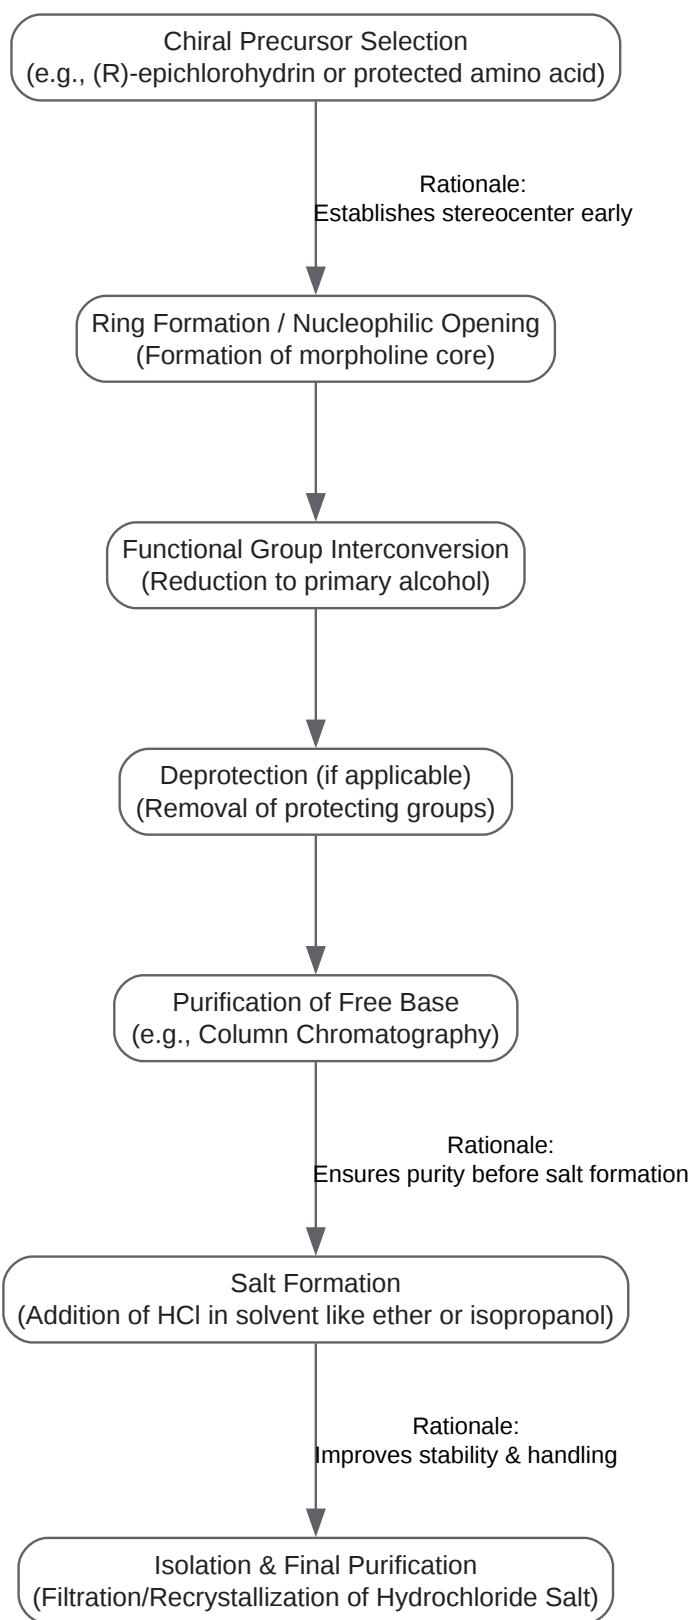 Chiral Precursor Selection
(e.g., (R)-epichlorohydrin or protected amino acid)
Rationale:
Establishes stereocenter early
Ring Formation / Nucleophilic Opening
(Formation of morpholine core)
Functional Group Interconversion
(Reduction to primary alcohol)
Deprotection (if applicable)
(Removal of protecting groups)
Purification of Free Base
(e.g., Column Chromatography)
Rationale:
Ensures purity before salt formation
Salt Formation
(Addition of HCl in solvent like ether or isopropanol)
Rationale:
Improves stability & handling
Isolation & Final Purification
(Filtration/Recrystallization of Hydrochloride Salt)